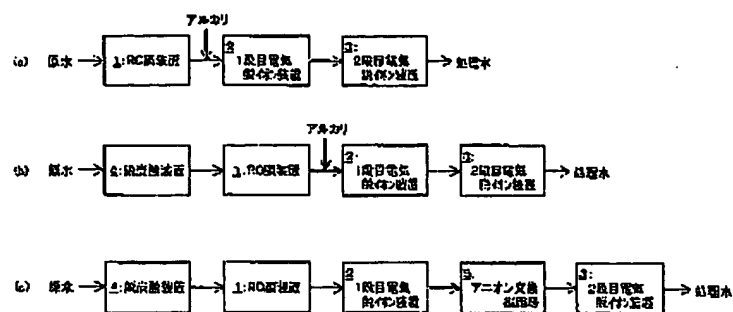 アルカリ
(a) 原水 1:RO膜装置 2: 3: 処理水
1段目電気 2段目電気
脱イオン装置 脱イオン装置
アルカリ
(b) 原水 4:脱炭酸装置 1:RO膜装置 2: 3: 処理水
1段目電気 2段目電気
脱イオン装置 脱イオン装置
(c) 原水 4:脱炭酸装置 1:RO膜装置 2 5. 3: 処理水
1段目電気 アニオン交換 2段目電気
脱イオン装置 脱イオン装置